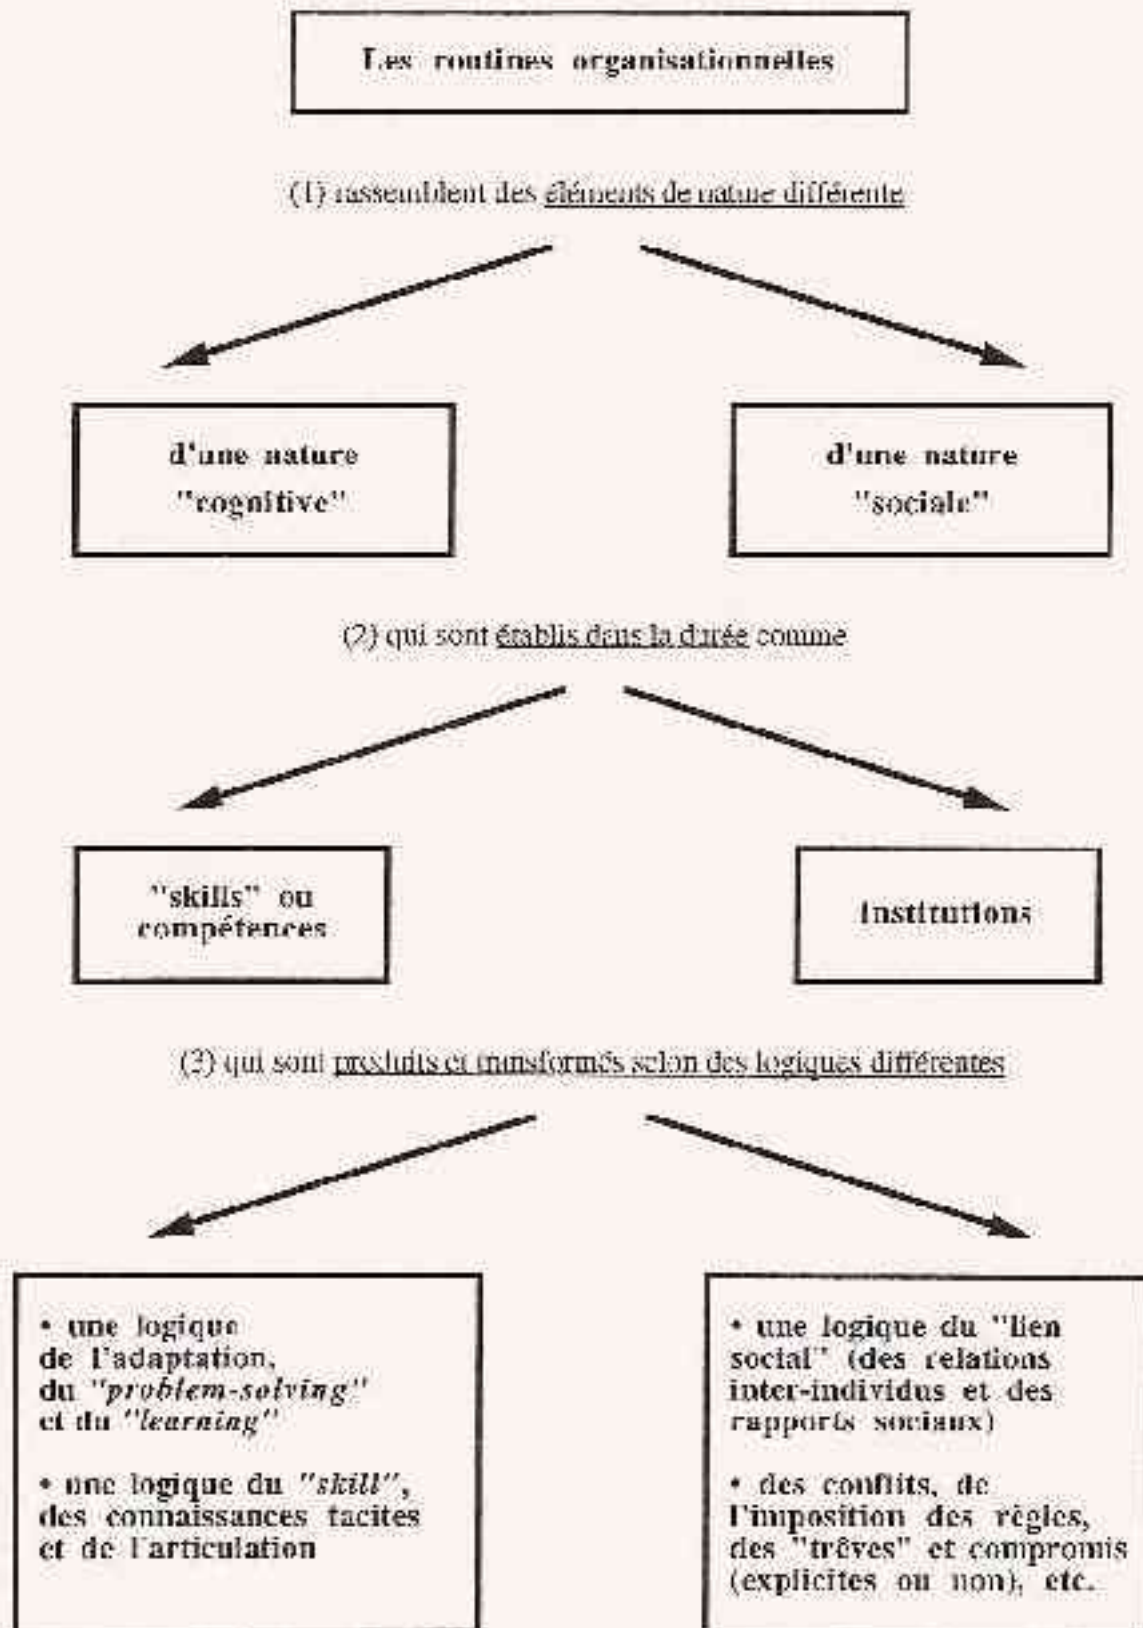 Les routines organisationnelles
(1) rassemblent des éléments de nature différente
d'une nature
"cognitive"
d'une nature
"sociale"
(2) qui sont établis dans la durée comme
"skills" ou
compétences
institutions
(3) qui sont produits et transformés selon des logiques différentes
• une logique
de l'adaptation,
du "problem-solving"
et du "learning"
• une logique du "skill",
des connaissances tacites
et de l'articulation
• une logique du "lien
social" (des relations
inter-individus et des
rapports sociaux)
• des conflits, de
l'imposition des règles,
des "trêves" et compromis
(explicites ou non), etc.